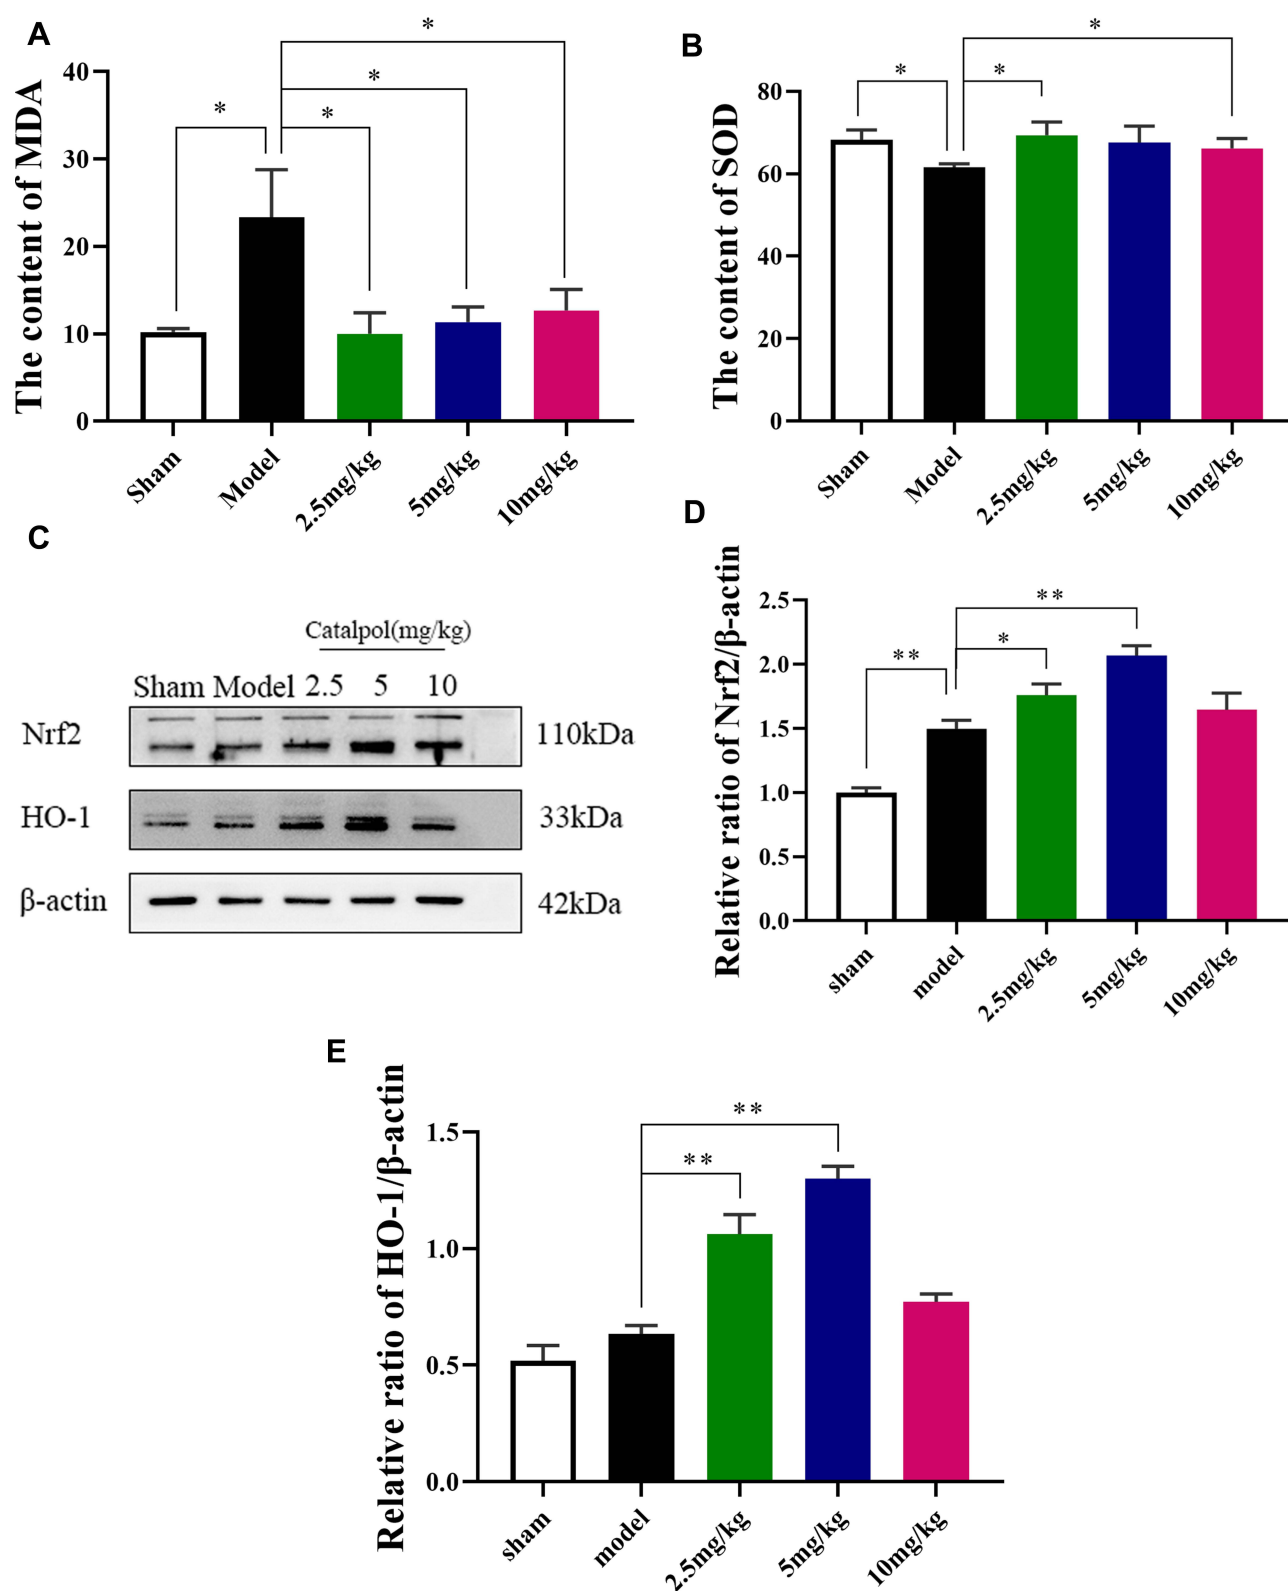 A
The content of MDA
40
30
20
10
0
*
*
*
*
Sham
Model
2.5mg/kg
5mg/kg
10mg/kg
B
The content of SOD
80
60
40
20
0
*
*
*
Sham
Model
2.5mg/kg
5mg/kg
10mg/kg
C
Catalpol(mg/kg)
Sham Model 2.5 5 10
Nrf2 110kDa
HO-1 33kDa
β-actin 42kDa
D
Relative ratio of Nrf2/β-actin
2.5
2.0
1.5
1.0
0.5
0.0
**
*
**
sham
model
2.5mg/kg
5mg/kg
10mg/kg
E
Relative ratio of HO-1/β-actin
1.5
1.0
0.5
0.0
**
**
sham
model
2.5mg/kg
5mg/kg
10mg/kg